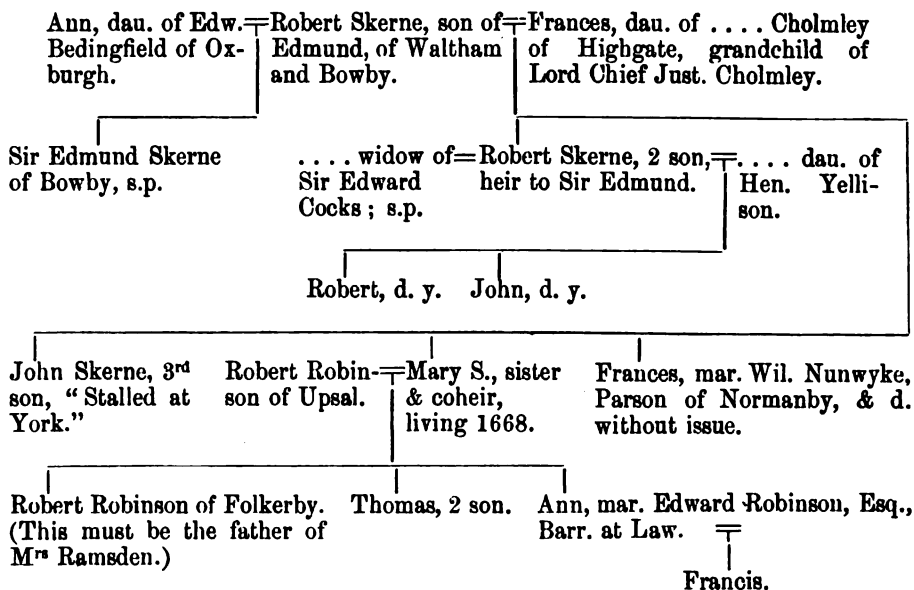 Ann, dau. of Edw.
Bedingfield of Ox-
burgh.
Robert Skerne, son of
Edmund, of Waltham
and Bowby.
Frances, dau. of . . . . Cholmley
of Highgate, grandchild of
Lord Chief Just. Cholmley.
Sir Edmund Skerne
of Bowby, s.p.
. . . . widow of
Sir Edward
Cocks ; s.p.
Robert Skerne, 2 son,
heir to Sir Edmund.
. . . . dau. of
Hen. Yelli-
son.
Robert, d. y.
John, d. y.
John Skerne, 3rd
son, “Stalled at
York.”
Robert Robin-
son of Upsal.
Mary S., sister
& coheir,
living 1668.
Frances, mar. Wil. Nunwyke,
Parson of Normanby, & d.
without issue.
Robert Robinson of Folkerby.
(This must be the father of
Mrs Ramsden.)
Thomas, 2 son.
Ann, mar. Edward Robinson, Esq.,
Barr. at Law.
Francis.